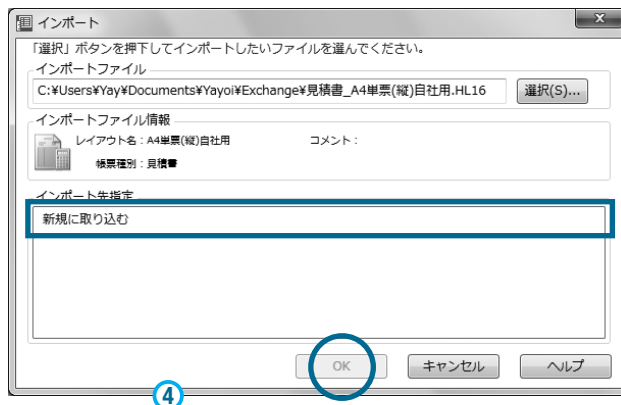 インポート
X
「選択」ボタンを押下してインポートしたいファイルを選んでください。
インポートファイル
C:¥Users¥Yay¥Documents¥Yayoi¥Exchange¥見積書_A4単票(縦)自社用.HL16
選択(S)...
インポートファイル情報
レイアウト名：A4単票(縦)自社用 コメント：
帳票種別：見積書
インポート先指定
新規に取り込む
OK キャンセル ヘルプ
④